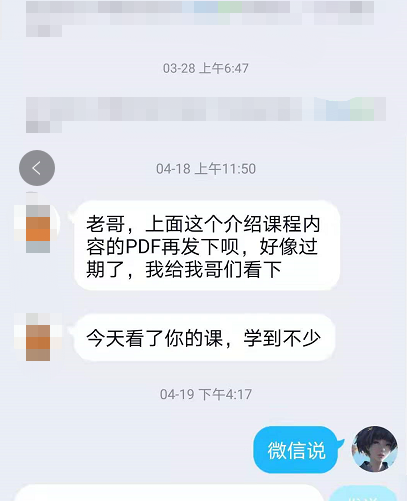 03-28 上午6:47
04-18 上午11:50
老哥，上面这个介绍课程内
容的PDF再发下呗，好像过
期了，我给我哥们看下
今天看了你的课，学到不少
04-19 下午4:17
微信说